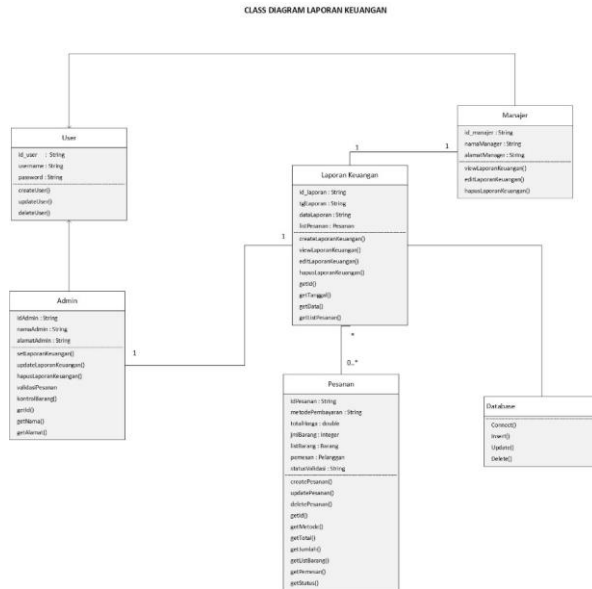 CLASS DIAGRAM LAPORAN KEUANGAN
Manajer
id_manajer : String
namaManager : String
alamatManager : String
viewLaporanKeuangan()
editLaporanKeuangan()
hapusLaporanKeuangan()
User
id_user : String
username : String
password : String
createUser()
updateUser()
deleteUser()
1
1
Laporan Keuangan
id_laporan : String
tglLaporan : String
dataLaporan : String
listPesanan : Pesanan
createLaporanKeuangan()
viewLaporanKeuangan()
editLaporanKeuangan()
hapusLaporanKeuangan()
getId()
getTanggal()
getData()
getListPesanan()
1
Admin
idAdmin : String
namaAdmin : String
alamatAdmin : String
setLaporanKeuangan()
updateLaporanKeuangan()
hapusLaporanKeuangan()
validasiPesanan
kontrolBarang()
getId()
getNama()
getAlamat()
1
*
0..*
Pesanan
idPesanan : String
metodePembayaran : String
totalHarga : double
jmlBarang : Integer
listBarang : Barang
pemesan : Pelanggan
statusValidasi : String
createPesanan()
updatePesanan()
deletePesanan()
getId()
getMetode()
getTotal()
getJumlah()
getListBarang()
getPemesan()
getStatus()
Database
Connect()
Insert()
Update()
Delete()